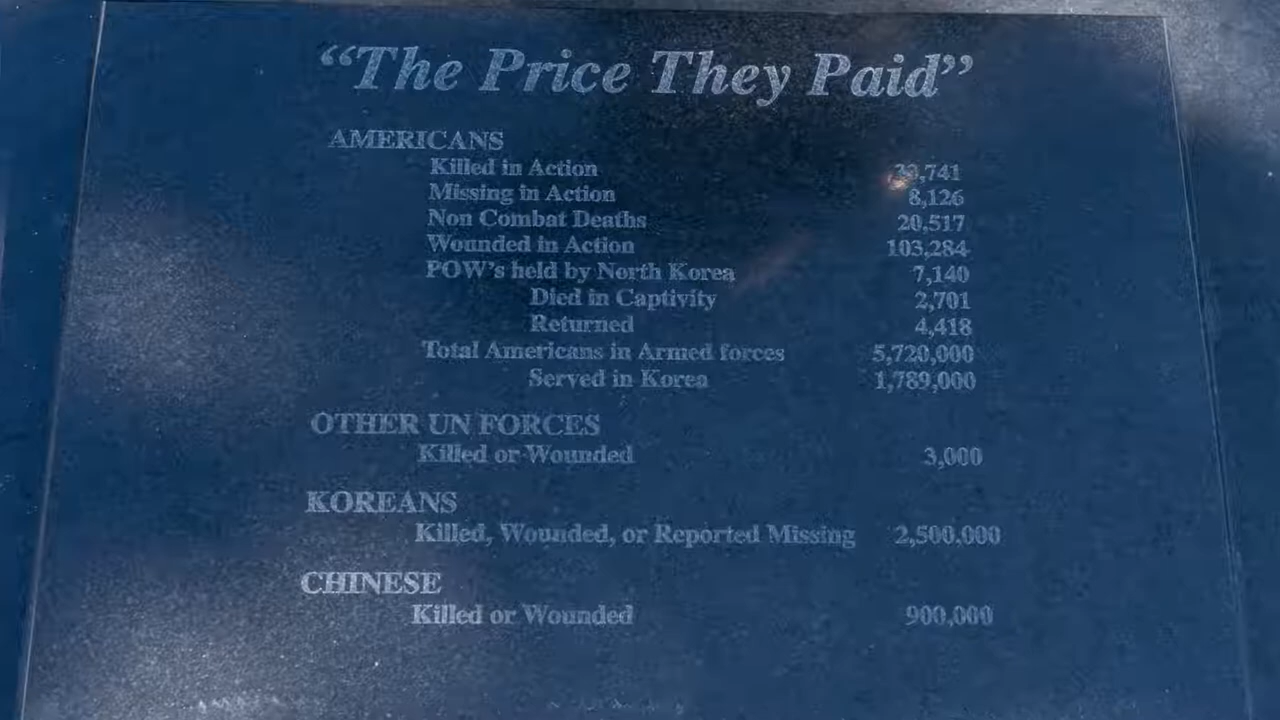 “The Price They Paid”
AMERICANS
Killed in Action
Missing in Action 8,126
Non Combat Deaths 20,517
Wounded in Action 103,284
POW's held by North Korea 7,140
Died in Captivity 2,701
Returned 4,418
Total Americans in Armed forces 5,720,000
Served in Korea 1,789,000
OTHER UN FORCES
Killed or Wounded 3,000
KOREANS
Killed, Wounded, or Reported Missing 2,500,000
CHINESE
Killed or Wounded 900,000